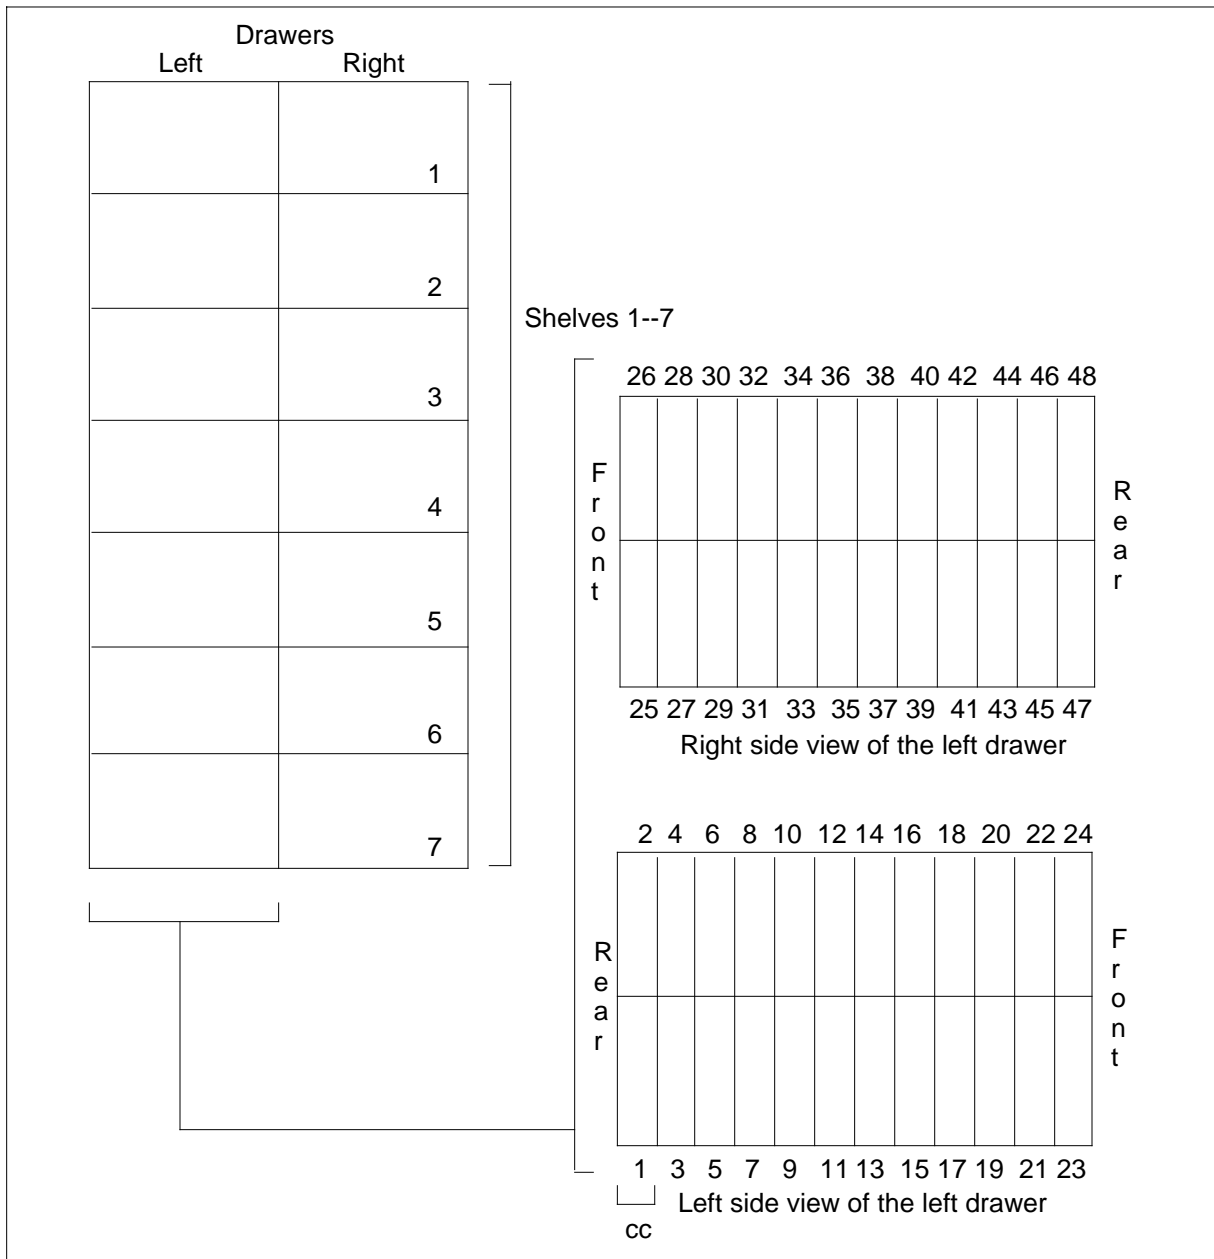 Drawers
Left Right
1
2
Shelves 1--7
3
4
5
6
7
26 28 30 32 34 36 38 40 42 44 46 48
Front
Rear
25 27 29 31 33 35 37 39 41 43 45 47
Right side view of the left drawer
2 4 6 8 10 12 14 16 18 20 22 24
Rear
Front
1 3 5 7 9 11 13 15 17 19 21 23
Left side view of the left drawer
cc